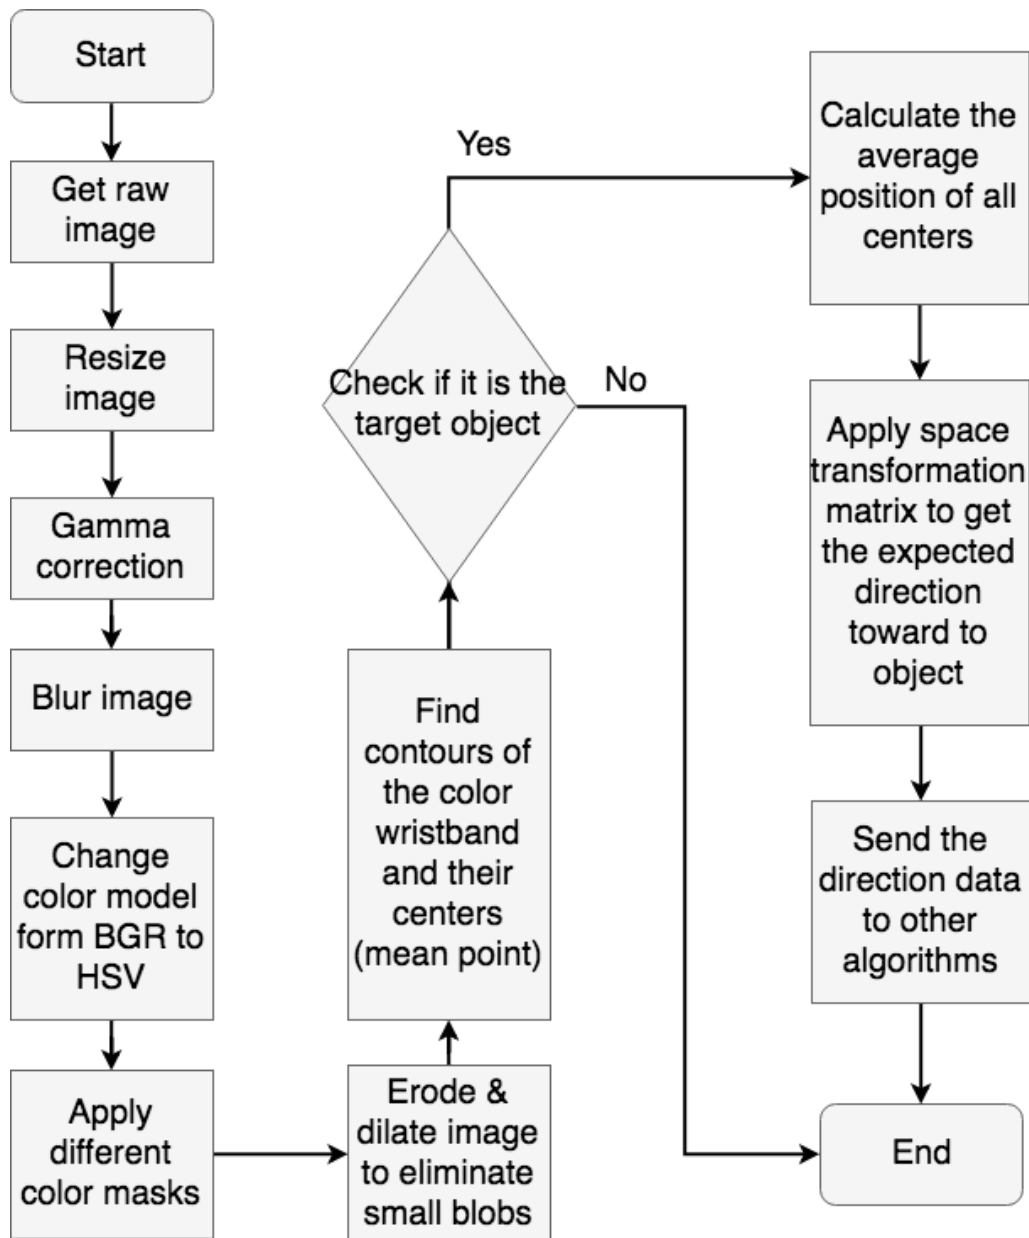 Start
Get raw
image
Resize
image
Gamma
correction
Blur image
Change
color model
form BGR to
HSV
Apply
different
color masks
Erode &
dilate image
to eliminate
small blobs
Find
contours of
the color
wristband
and their
centers
(mean point)
Check if it is the
target object
Yes
No
Calculate the
average
position of all
centers
Apply space
transformation
matrix to get
the expected
direction
toward to
object
Send the
direction data
to other
algorithms
End